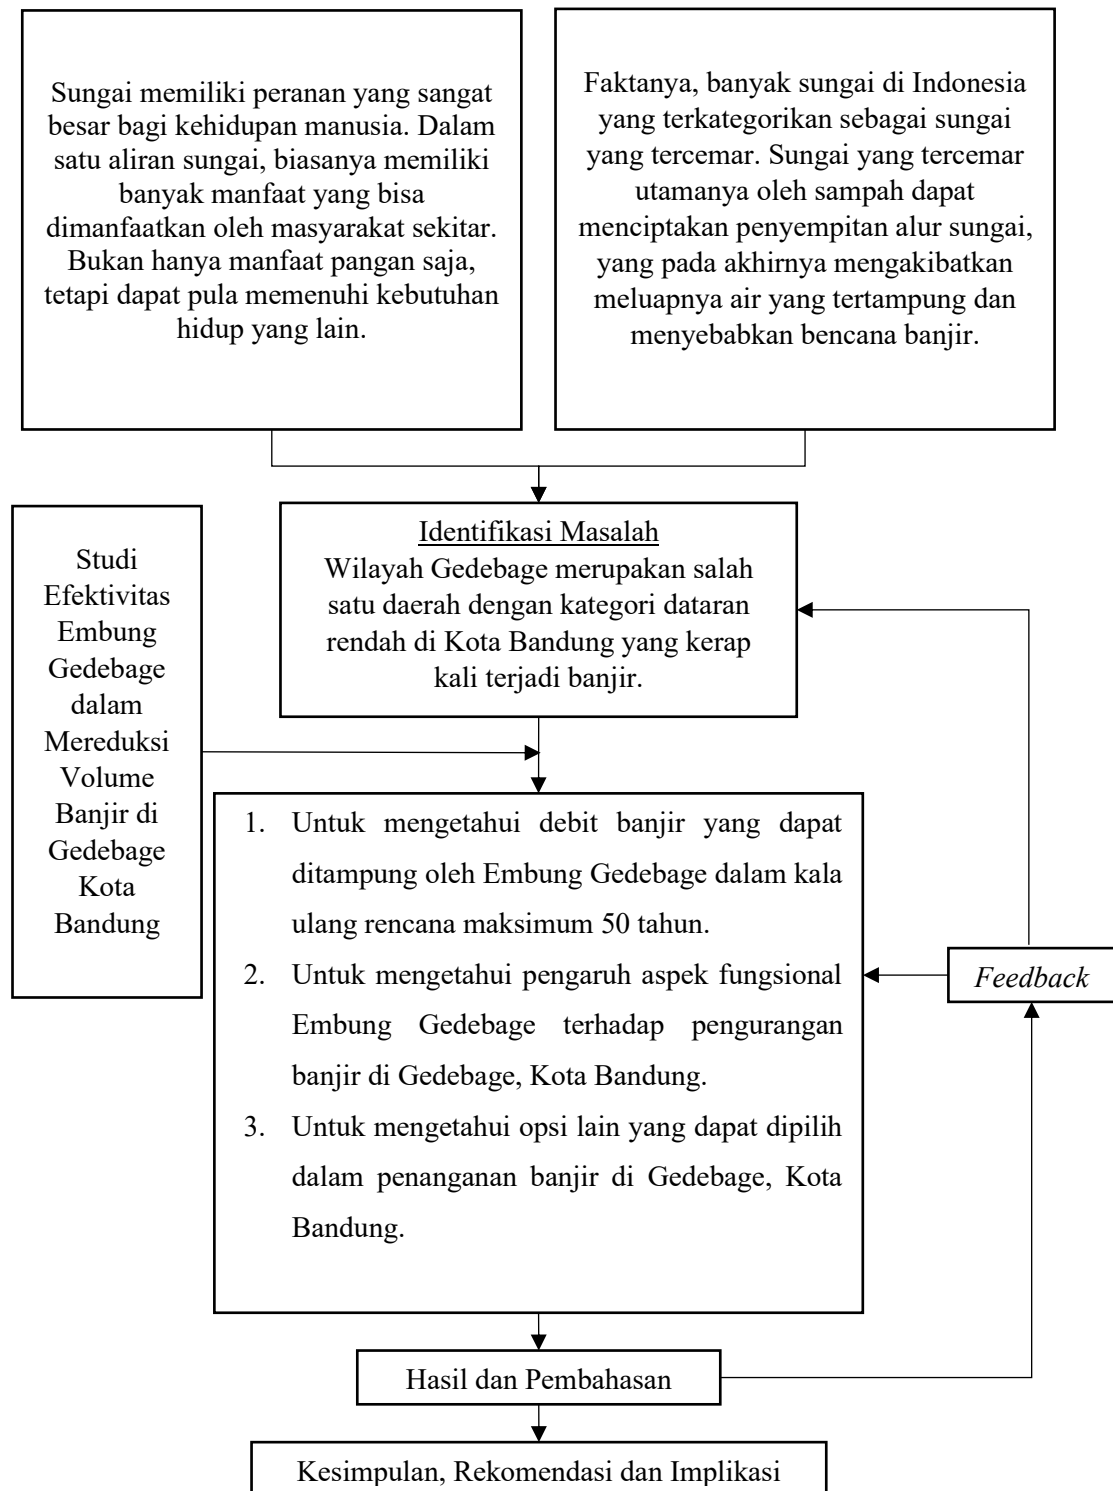 Sungai memiliki peranan yang sangat
besar bagi kehidupan manusia. Dalam
satu aliran sungai, biasanya memiliki
banyak manfaat yang bisa
dimanfaatkan oleh masyarakat sekitar.
Bukan hanya manfaat pangan saja,
tetapi dapat pula memenuhi kebutuhan
hidup yang lain.
Faktanya, banyak sungai di Indonesia
yang terkategorikan sebagai sungai
yang tercemar. Sungai yang tercemar
utamanya oleh sampah dapat
menciptakan penyempitan alur sungai,
yang pada akhirnya mengakibatkan
meluapnya air yang tertampung dan
menyebabkan bencana banjir.
Identifikasi Masalah
Wilayah Gedebage merupakan salah
satu daerah dengan kategori dataran
rendah di Kota Bandung yang kerap
kali terjadi banjir.
Studi
Efektivitas
Embung
Gedebage
dalam
Mereduksi
Volume
Banjir di
Gedebage
Kota
Bandung
1. Untuk mengetahui debit banjir yang dapat
ditampung oleh Embung Gedebage dalam kala
ulang rencana maksimum 50 tahun.
2. Untuk mengetahui pengaruh aspek fungsional
Embung Gedebage terhadap pengurangan
banjir di Gedebage, Kota Bandung.
3. Untuk mengetahui opsi lain yang dapat dipilih
dalam penanganan banjir di Gedebage, Kota
Bandung.
Feedback
Hasil dan Pembahasan
Kesimpulan, Rekomendasi dan Implikasi